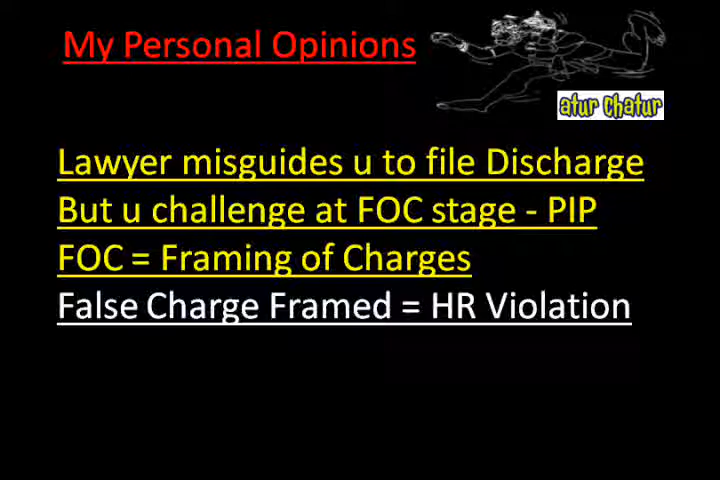 My Personal Opinions
atur chatur
Lawyer misguides u to file Discharge
But u challenge at FOC stage - PIP
FOC = Framing of Charges
False Charge Framed = HR Violation